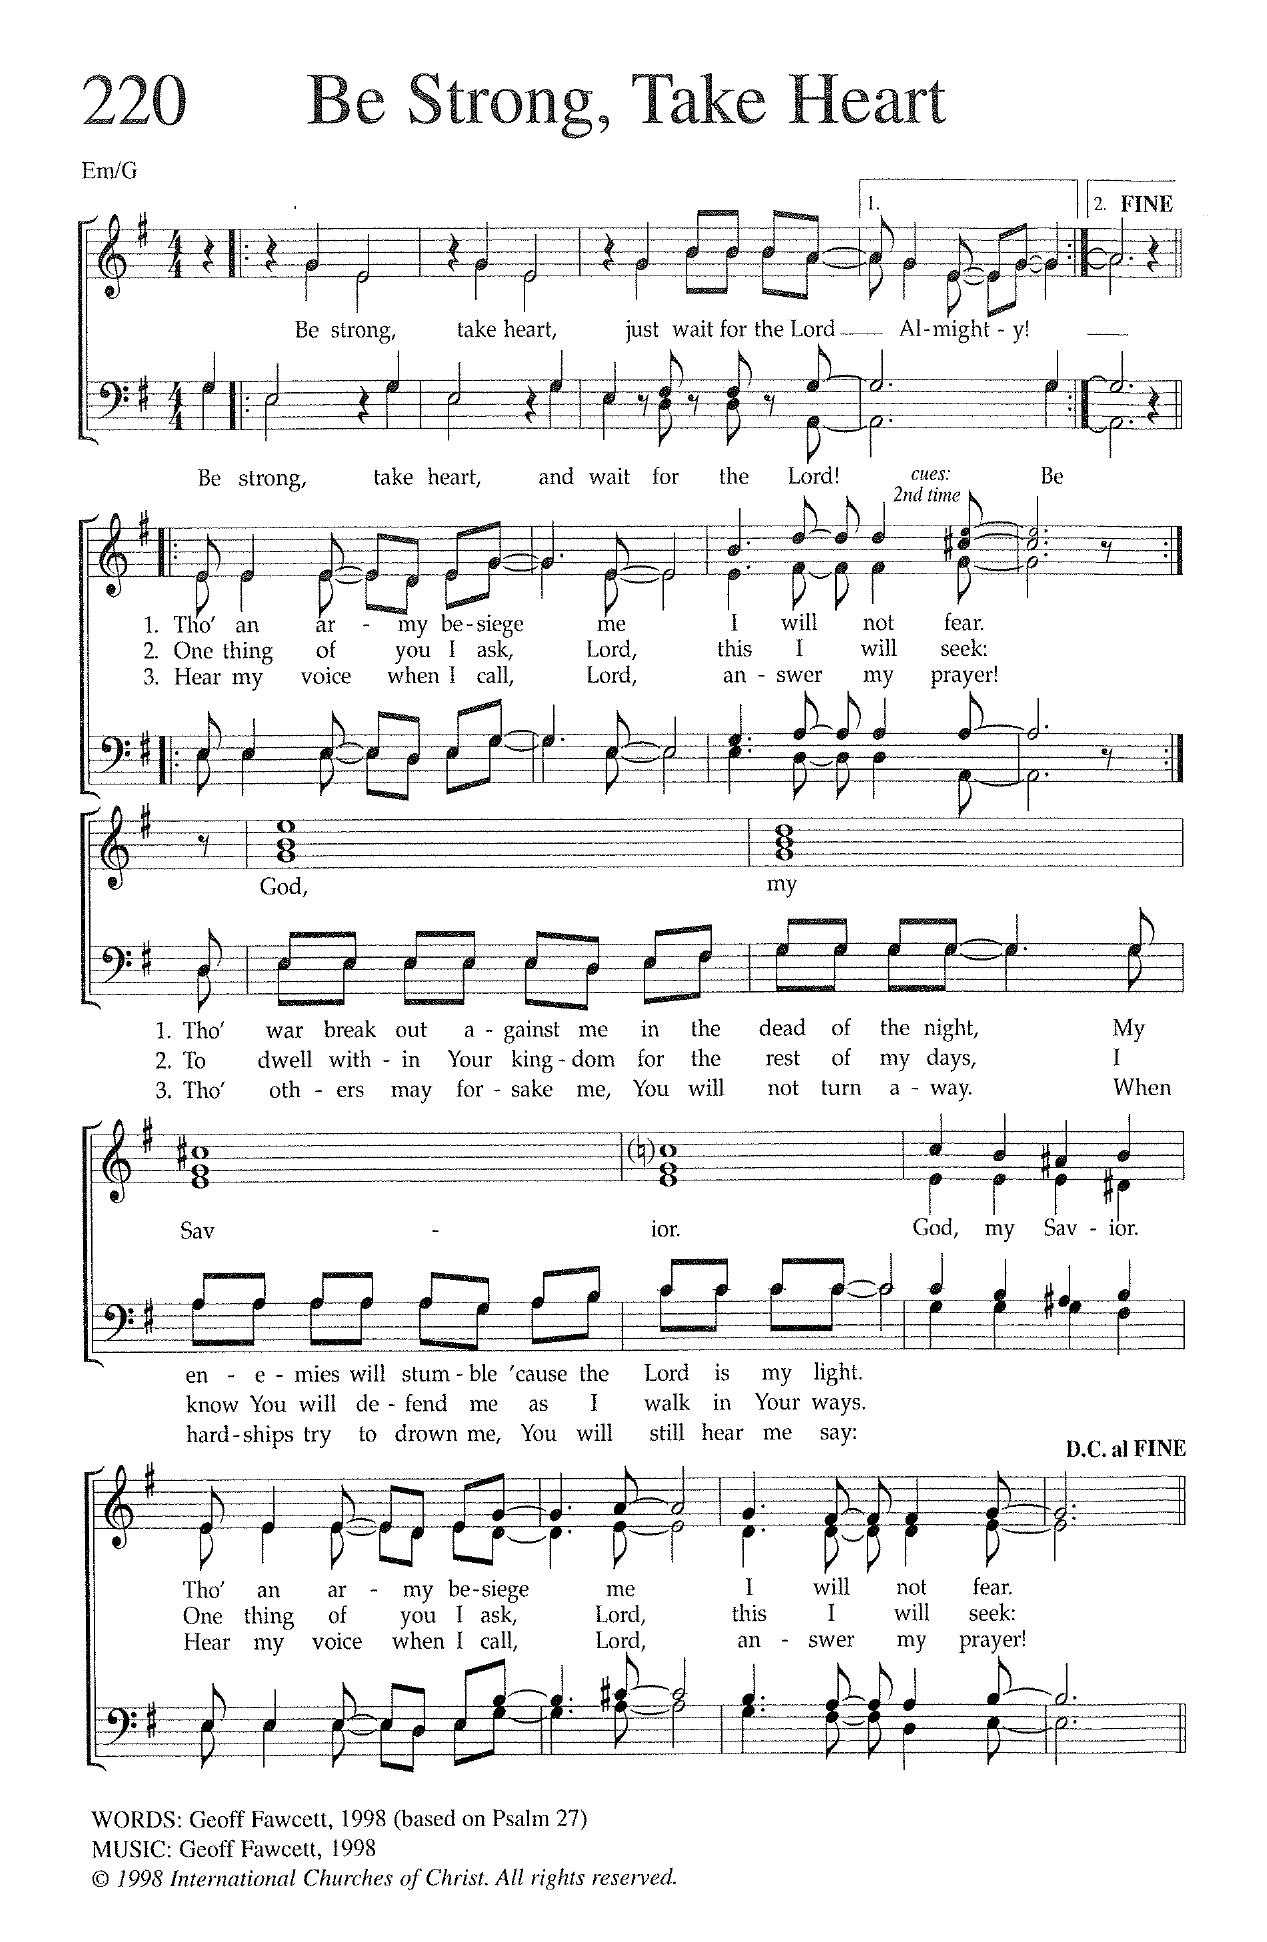 220 Be Strong, Take Heart
Em/G
1. 2. FINE
Be strong, take heart, just wait for the Lord Al-might - y!
Be strong, take heart, and wait for the Lord! cues: Be
2nd time
1. Tho' an ar - my be-siege me I will not fear.
2. One thing of you I ask, Lord, this I will seek:
3. Hear my voice when I call, Lord, an - swer my prayer!
God, my
1. Tho' war break out a - gainst me in the dead of the night, My
2. To dwell with - in Your king - dom for the rest of my days, I
3. Tho' oth - ers may for - sake me, You will not turn a - way. When
Sav - ior. God, my Sav - ior.
en - e - mies will stum - ble 'cause the Lord is my light.
know You will de - fend me as I walk in Your ways.
hard-ships try to drown me, You will still hear me say:
D.C. al FINE
Tho' an ar - my be-siege me I will not fear.
One thing of you I ask, Lord, this I will seek:
Hear my voice when I call, Lord, an - swer my prayer!
WORDS: Geoff Fawcett, 1998 (based on Psalm 27)
MUSIC: Geoff Fawcett, 1998
© 1998 International Churches of Christ. All rights reserved.